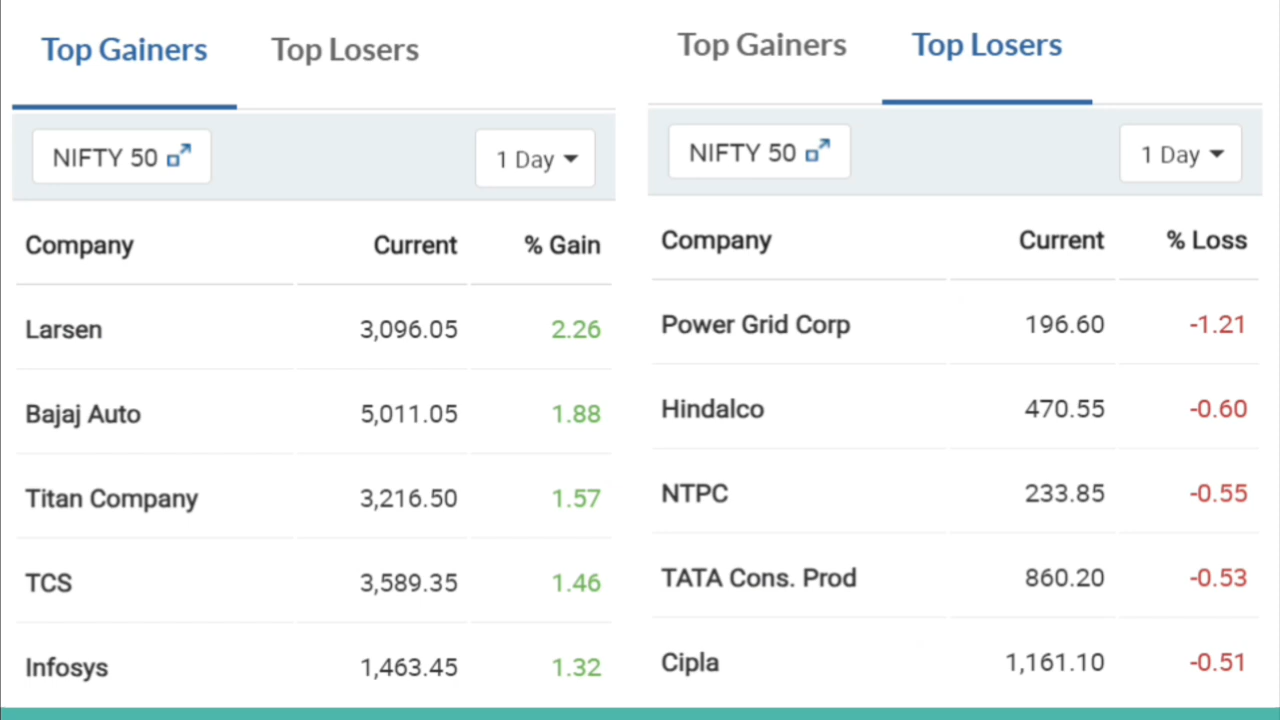 Top Gainers Top Losers
NIFTY 50 1 Day
Company Current % Gain
Larsen 3,096.05 2.26
Bajaj Auto 5,011.05 1.88
Titan Company 3,216.50 1.57
TCS 3,589.35 1.46
Infosys 1,463.45 1.32
Top Gainers Top Losers
NIFTY 50 1 Day
Company Current % Loss
Power Grid Corp 196.60 -1.21
Hindalco 470.55 -0.60
NTPC 233.85 -0.55
TATA Cons. Prod 860.20 -0.53
Cipla 1,161.10 -0.51